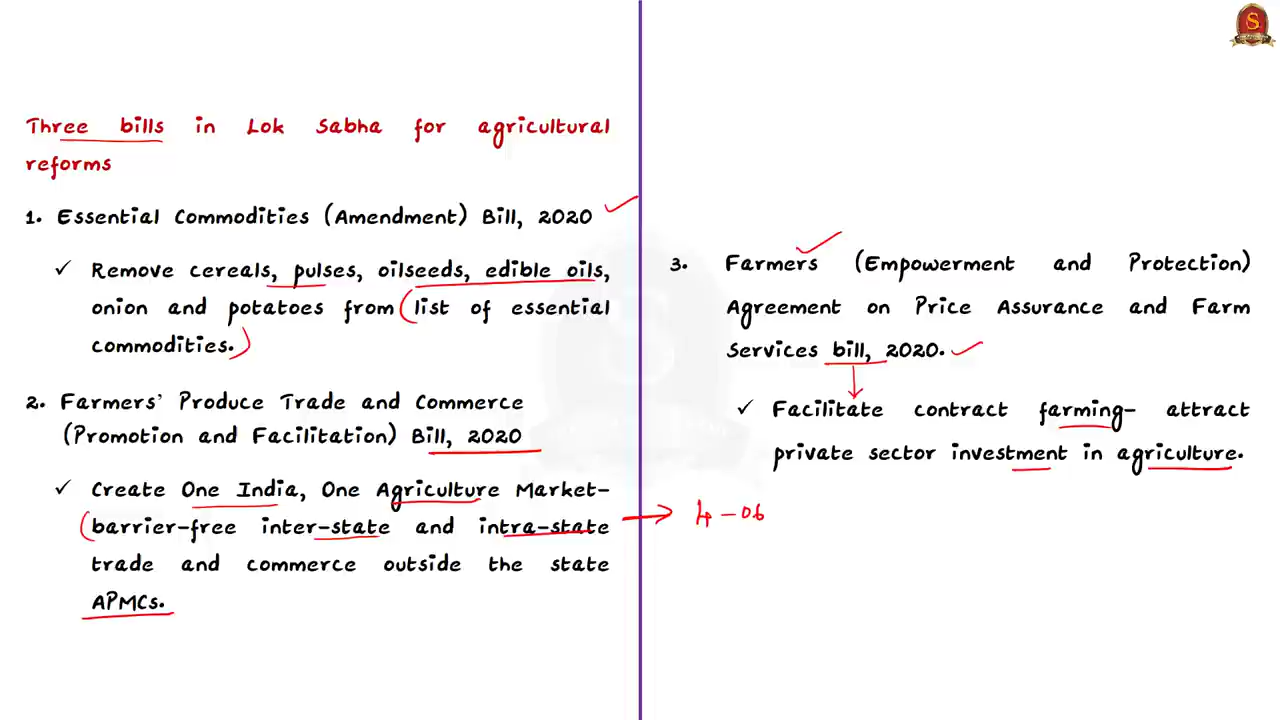 Three bills in Lok Sabha for agricultural
reforms
1. Essential Commodities (Amendment) Bill, 2020
✓ Remove cereals, pulses, oilseeds, edible oils,
onion and potatoes from (list of essential
commodities.)
2. Farmers' Produce Trade and Commerce
(Promotion and Facilitation) Bill, 2020
✓ Create One India, One Agriculture Market-
(barrier-free inter-state and intra-state
trade and commerce outside the state
APMCs.
3. Farmers (Empowerment and Protection)
Agreement on Price Assurance and Farm
Services bill, 2020.
✓ Facilitate contract farming- attract
private sector investment in agriculture.
→ 4-06
S